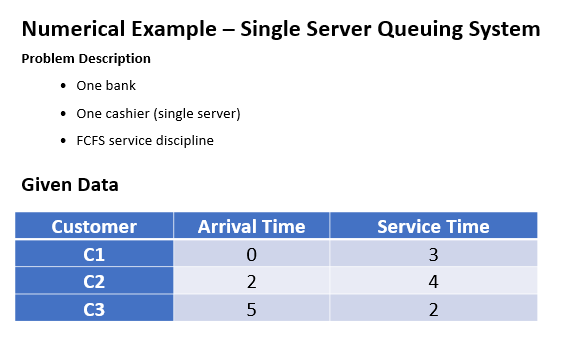 Numerical Example – Single Server Queuing System
Problem Description
• One bank
• One cashier (single server)
• FCFS service discipline
Given Data
Customer Arrival Time Service Time
C1 0 3
C2 2 4
C3 5 2